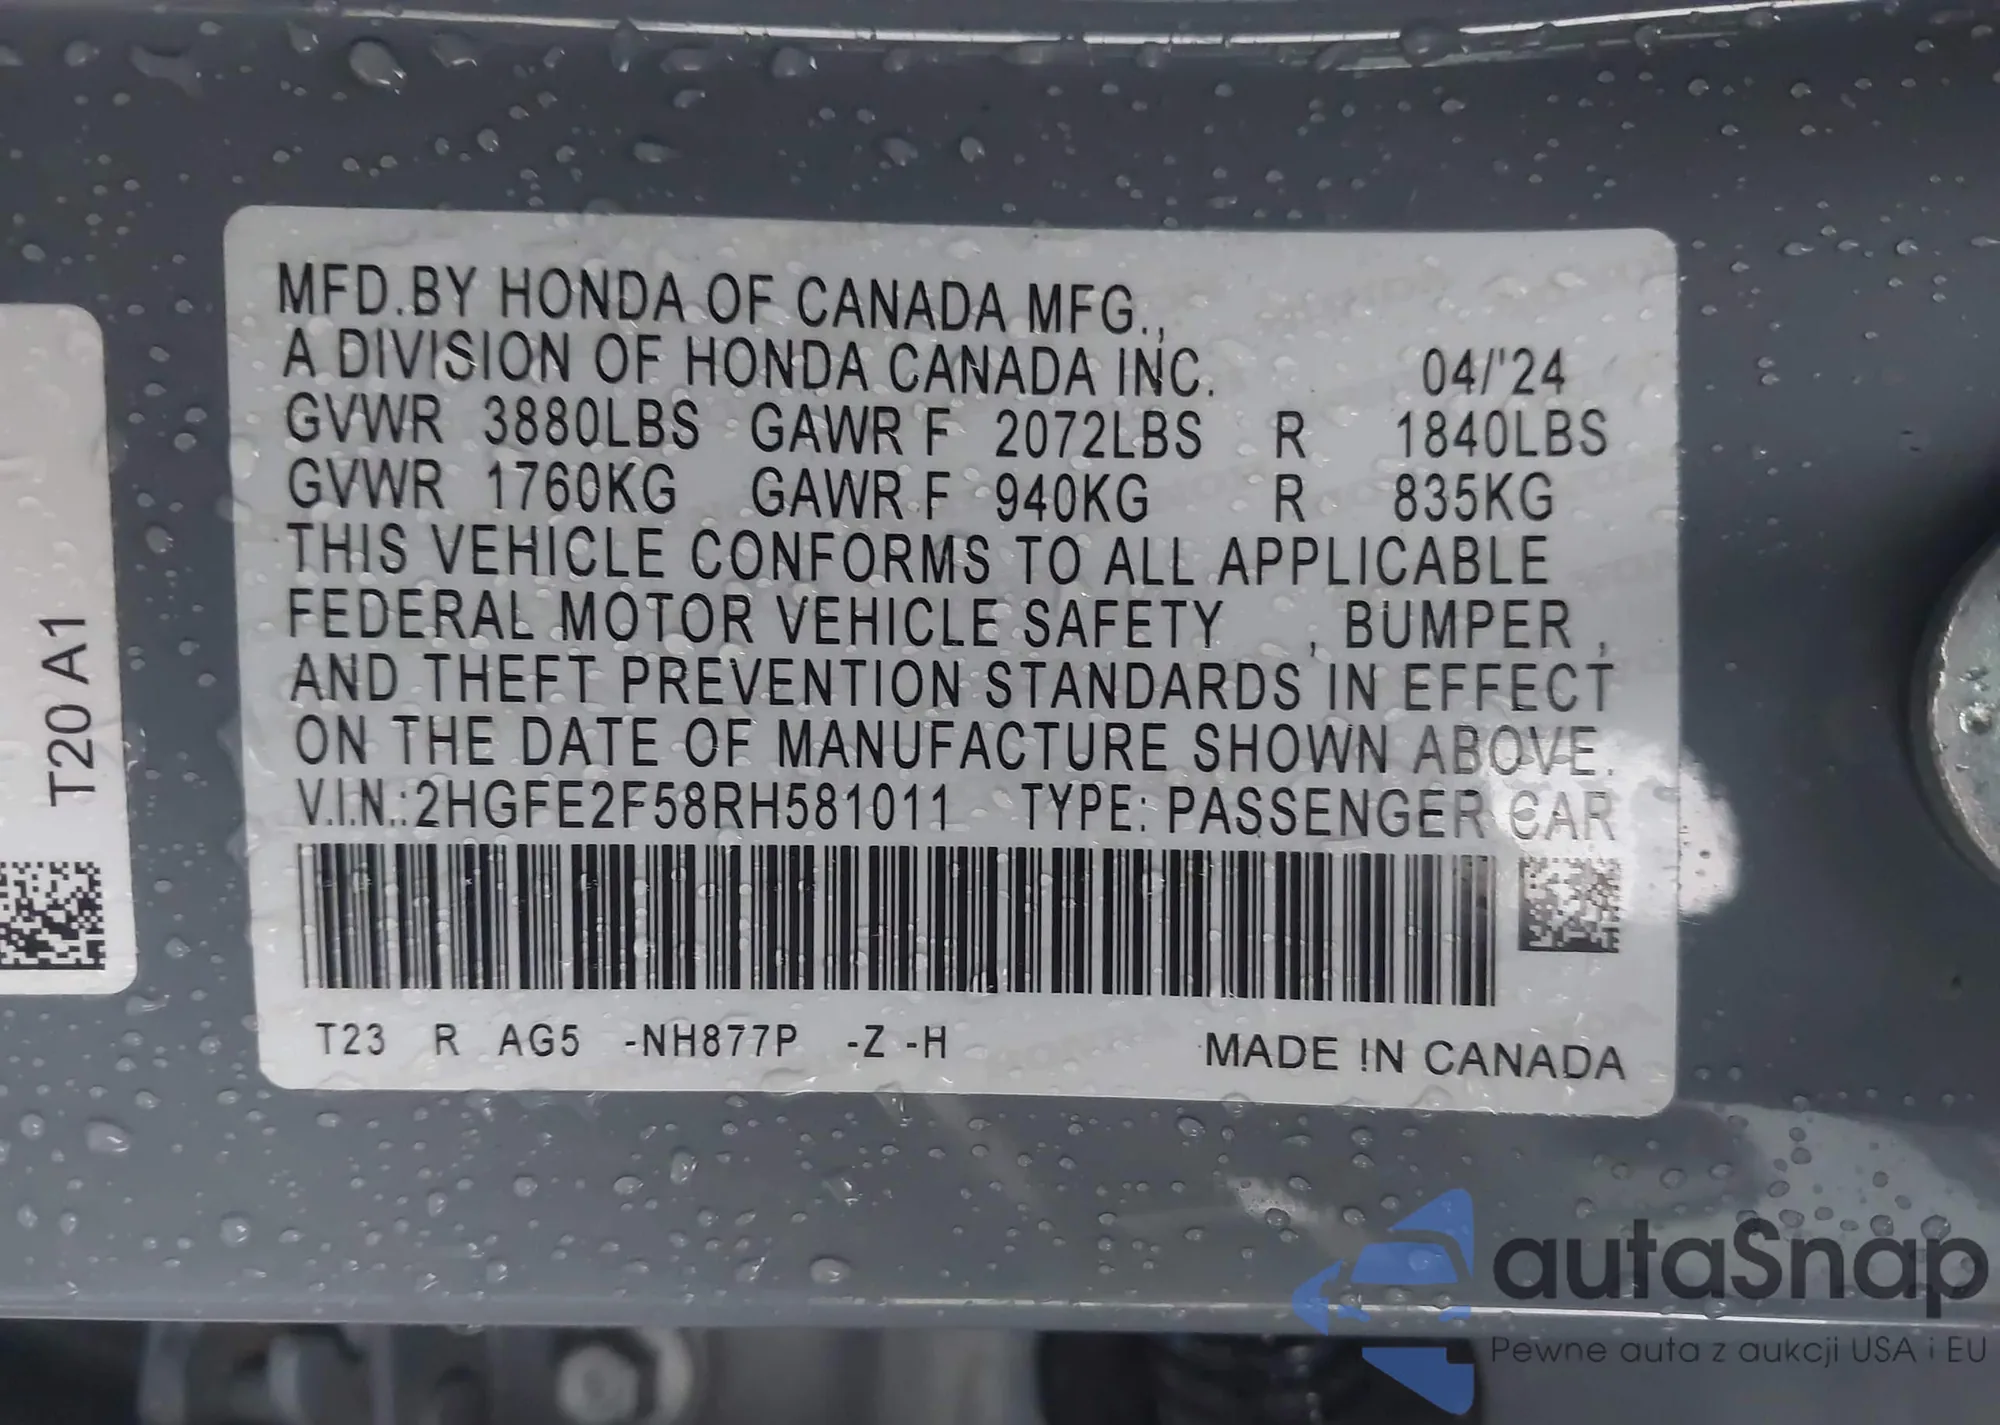 MFD.BY HONDA OF CANADA MFG.,
A DIVISION OF HONDA CANADA INC. 04/'24
GVWR 3880LBS GAWR F 2072LBS R 1840LBS
GVWR 1760KG GAWR F 940KG R 835KG
THIS VEHICLE CONFORMS TO ALL APPLICABLE
FEDERAL MOTOR VEHICLE SAFETY , BUMPER ,
AND THEFT PREVENTION STANDARDS IN EFFECT
ON THE DATE OF MANUFACTURE SHOWN ABOVE.
V.I.N.:2HGFE2F58RH581011 TYPE: PASSENGER CAR
T23 R AG5 -NH877P -Z -H MADE IN CANADA
T20 A1
autaSnap
Pewne auta z aukcji USA i EU